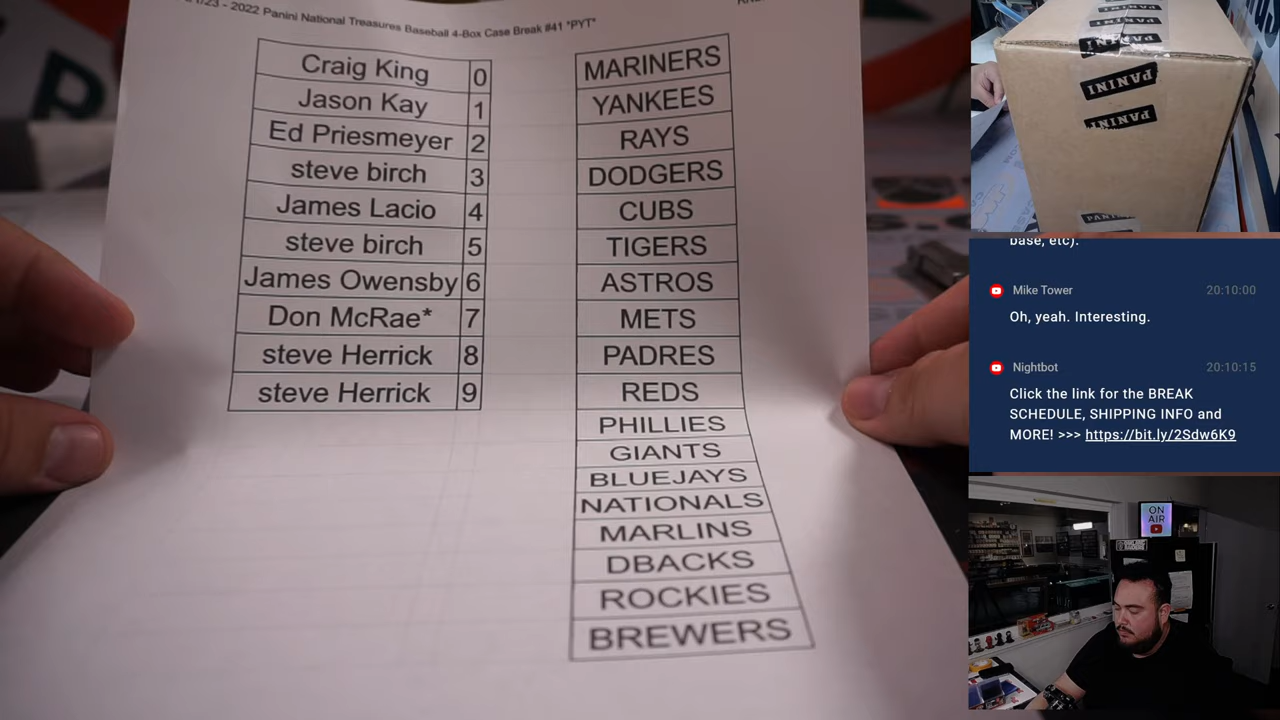 23 - 2022 Panini National Treasures Baseball 4-Box Case Break #41 "PYT"
Craig King 0
Jason Kay 1
Ed Priesmeyer 2
steve birch 3
James Lacio 4
steve birch 5
James Owensby 6
Don McRae* 7
steve Herrick 8
steve Herrick 9
MARINERS
YANKEES
RAYS
DODGERS
CUBS
TIGERS
ASTROS
METS
PADRES
REDS
PHILLIES
GIANTS
BLUEJAYS
NATIONALS
MARLINS
DBACKS
ROCKIES
BREWERS
PANINI
PANINI
PANINI
PANINI
base, etc).
Mike Tower 20:10:00
Oh, yeah. Interesting.
Nightbot 20:10:15
Click the link for the BREAK
SCHEDULE, SHIPPING INFO and
MORE! >>> https://bit.ly/2Sdw6K9
ON
AIR